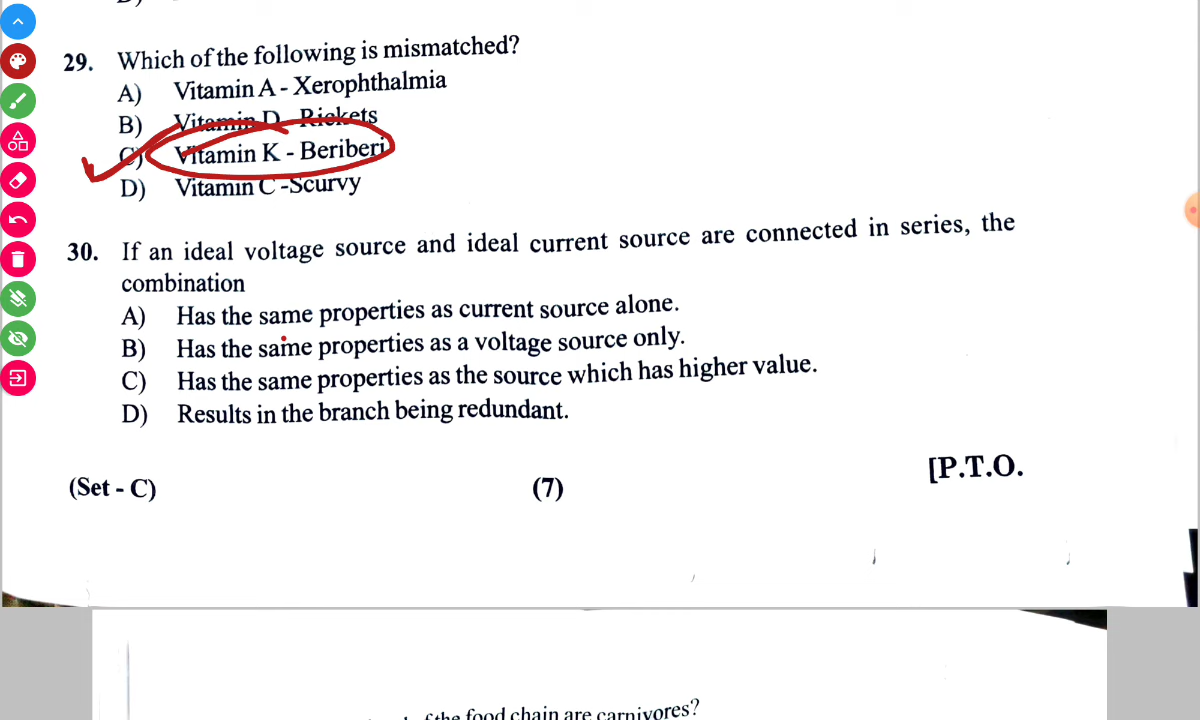 29. Which of the following is mismatched?
A) Vitamin A - Xerophthalmia
B) Vitamin D - Rickets
C) Vitamin K - Beriberi
D) Vitamin C -Scurvy
30. If an ideal voltage source and ideal current source are connected in series, the
combination
A) Has the same properties as current source alone.
B) Has the same properties as a voltage source only.
C) Has the same properties as the source which has higher value.
D) Results in the branch being redundant.
(Set - C) (7) [P.T.O.
the food chain are carnivores?